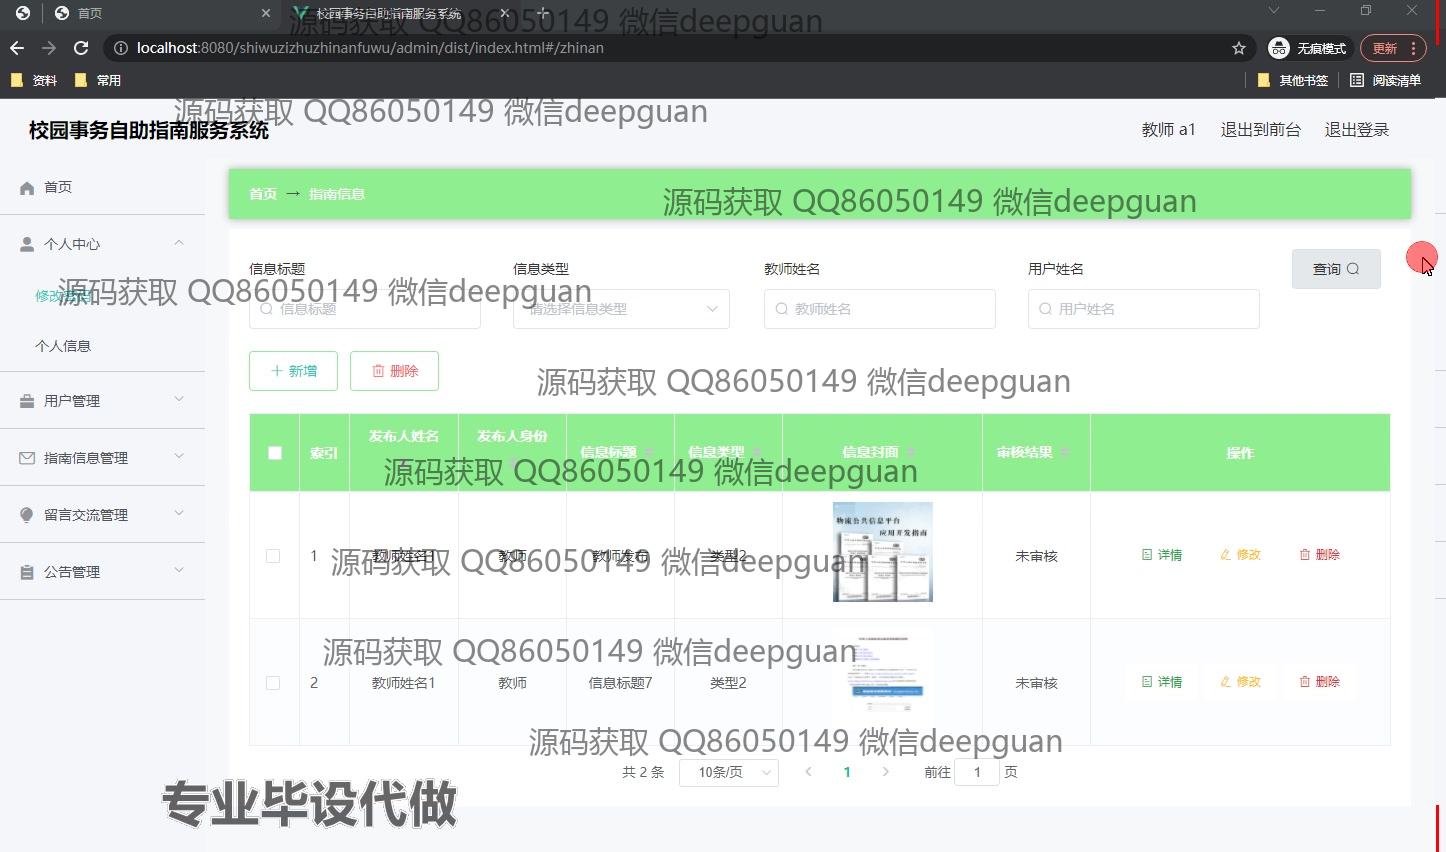 首页
校园事务自助指南服务系统
localhost:8080/shiwuzizhuzhinanfuwu/admin/dist/index.html#/zhinan
无痕模式
更新
资料
常用
其他书签
阅读清单
源码获取 QQ86050149 微信deepguan
源码获取 QQ86050149 微信deepguan
校园事务自助指南服务系统
教师 a1
退出到前台
退出登录
首页
个人中心
个人信息
用户管理
指南信息管理
留言交流管理
公告管理
首页 → 指南信息
源码获取 QQ86050149 微信deepguan
信息标题
信息类型
教师姓名
用户姓名
查询
源码获取 QQ86050149 微信deepguan
信息标题
请选择信息类型
教师姓名
用户姓名
新增
删除
源码获取 QQ86050149 微信deepguan
索引
发布人姓名
发布人身份
信息标题
信息类型
信息封面
审核结果
操作
源码获取 QQ86050149 微信deepguan
1
教师姓名1
教师
教师发布
类型2
物流公共信息平台
应用开发指南
未审核
详情
修改
删除
源码获取 QQ86050149 微信deepguan
源码获取 QQ86050149 微信deepguan
2
教师姓名1
教师
信息标题7
类型2
未审核
详情
修改
删除
源码获取 QQ86050149 微信deepguan
共 2 条
10条/页
1
前往
1
页
专业毕设代做